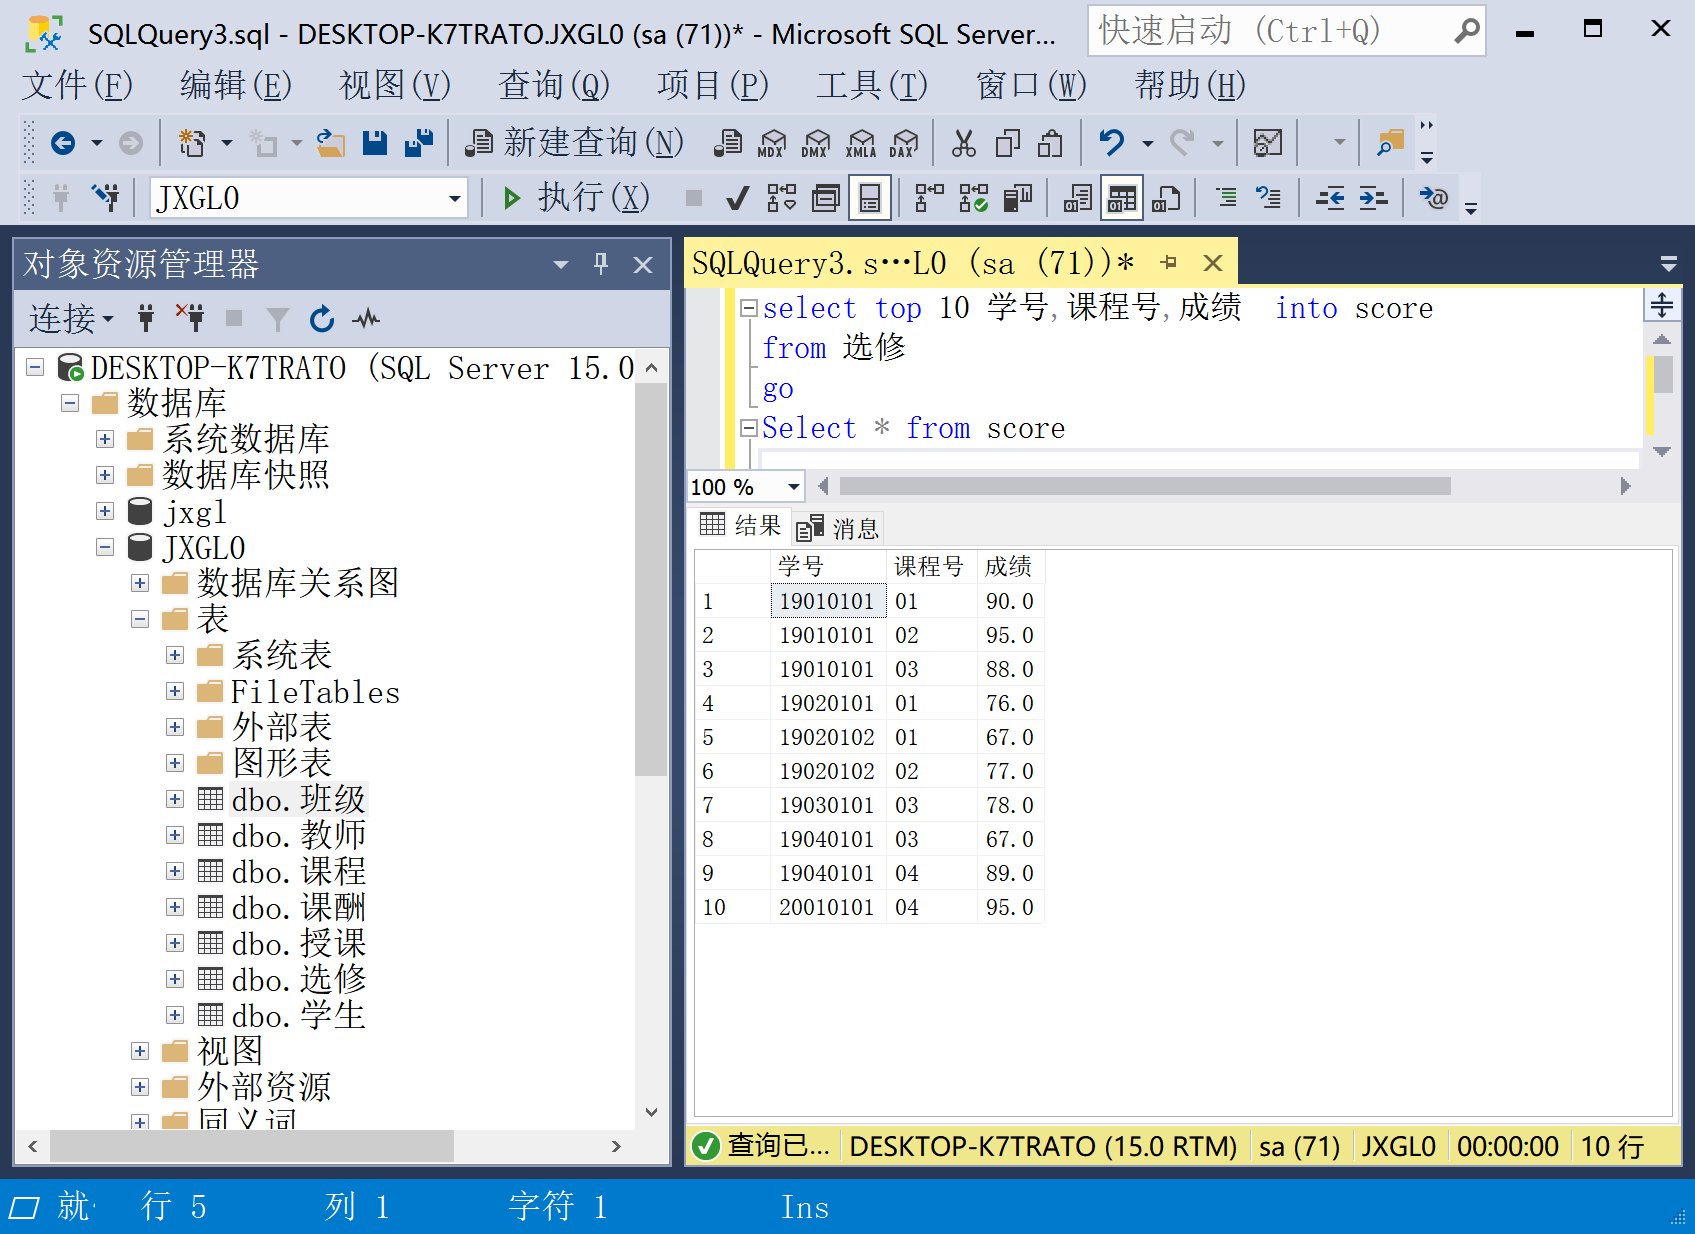 SQLQuery3.sql - DESKTOP-K7TRATO.JXGL0 (sa (71))* - Microsoft SQL Server...
快速启动 (Ctrl+Q)
文件(F) 编辑(E) 视图(V) 查询(Q) 项目(P) 工具(T) 窗口(W) 帮助(H)
新建查询(N) MDX DMX XMLA DAX
JXGL0 执行(X)
对象资源管理器
连接
DESKTOP-K7TRATO (SQL Server 15.0
数据库
系统数据库
数据库快照
jxgl
JXGL0
数据库关系图
表
系统表
FileTables
外部表
图形表
dbo.班级
dbo.教师
dbo.课程
dbo.课酬
dbo.授课
dbo.选修
dbo.学生
视图
外部资源
同义词
SQLQuery3.s...L0 (sa (71))*
select top 10 学号,课程号,成绩 into score
from 选修
go
Select * from score
100 %
结果 消息
学号 课程号 成绩
1 19010101 01 90.0
2 19010101 02 95.0
3 19010101 03 88.0
4 19020101 01 76.0
5 19020102 01 67.0
6 19020102 02 77.0
7 19030101 03 78.0
8 19040101 03 67.0
9 19040101 04 89.0
10 20010101 04 95.0
查询已... DESKTOP-K7TRATO (15.0 RTM) sa (71) JXGL0 00:00:00 10 行
就 行 5 列 1 字符 1 Ins